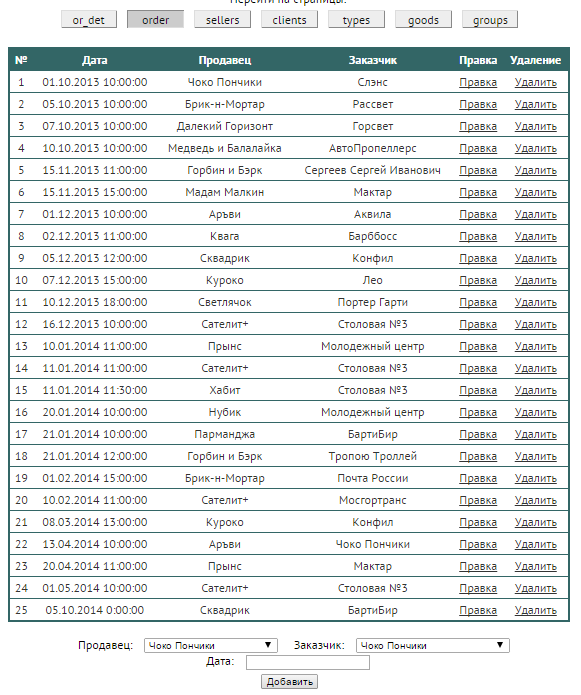 Перейти на страницы:
or_det order sellers clients types goods groups
№ Дата Продавец Заказчик Правка Удаление
1 01.10.2013 10:00:00 Чоко Пончики Слэнс Правка Удалить
2 05.10.2013 10:00:00 Брик-н-Мортар Рассвет Правка Удалить
3 07.10.2013 10:00:00 Далекий Горизонт Горсвет Правка Удалить
4 10.10.2013 10:00:00 Медведь и Балалайка АвтоПропеллерс Правка Удалить
5 15.11.2013 11:00:00 Горбин и Бэрк Сергеев Сергей Иванович Правка Удалить
6 15.11.2013 15:00:00 Мадам Малкин Мактар Правка Удалить
7 01.12.2013 10:00:00 Аръви Аквила Правка Удалить
8 02.12.2013 11:00:00 Квага Барббосс Правка Удалить
9 05.12.2013 12:00:00 Сквадрик Конфил Правка Удалить
10 07.12.2013 15:00:00 Куроко Лео Правка Удалить
11 10.12.2013 18:00:00 Светлячок Портер Гарти Правка Удалить
12 16.12.2013 10:00:00 Сателит+ Столовая №3 Правка Удалить
13 10.01.2014 11:00:00 Прынс Молодежный центр Правка Удалить
14 11.01.2014 11:00:00 Сателит+ Столовая №3 Правка Удалить
15 11.01.2014 11:30:00 Хабит Столовая №3 Правка Удалить
16 20.01.2014 10:00:00 Нубик Молодежный центр Правка Удалить
17 21.01.2014 10:00:00 Парманджа БартиБир Правка Удалить
18 21.01.2014 12:00:00 Горбин и Бэрк Тропою Троллей Правка Удалить
19 01.02.2014 15:00:00 Брик-н-Мортар Почта России Правка Удалить
20 10.02.2014 11:00:00 Сателит+ Мосгортранс Правка Удалить
21 08.03.2014 13:00:00 Куроко Конфил Правка Удалить
22 13.04.2014 10:00:00 Аръви Чоко Пончики Правка Удалить
23 20.04.2014 11:00:00 Прынс Мактар Правка Удалить
24 01.05.2014 10:00:00 Сателит+ Столовая №3 Правка Удалить
25 05.10.2014 0:00:00 Сквадрик БартиБир Правка Удалить
Продавец: Чоко Пончики Заказчик: Чоко Пончики
Дата:
Добавить